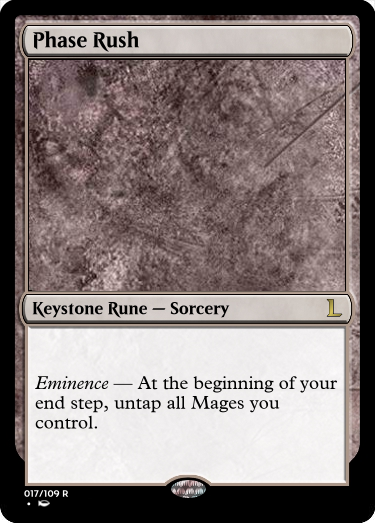 Phase Rush
Keystone Rune — Sorcery
L
Eminence — At the beginning of your
end step, untap all Mages you
control.
017/109 R